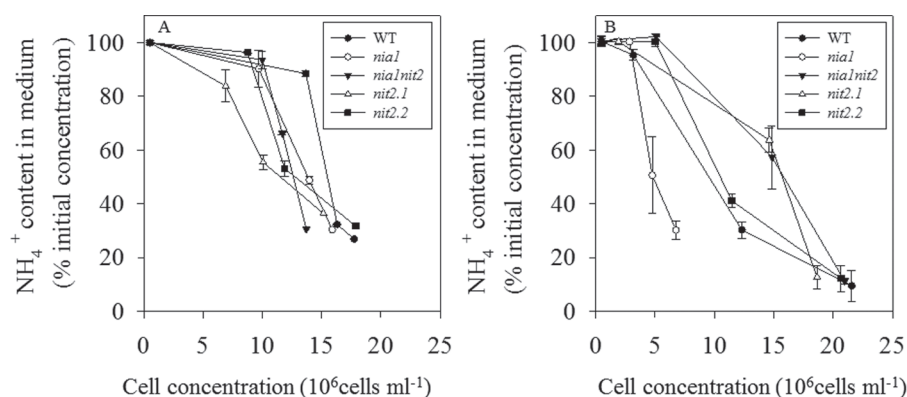 A
WT
nia1
nia1nit2
nit2.1
nit2.2
100
80
60
40
20
0
NH₄⁺ content in medium
(% initial concentration)
0 5 10 15 20 25
Cell concentration (10⁶cells ml⁻¹)
B
WT
nia1
nia1nit2
nit2.1
nit2.2
100
80
60
40
20
0
NH₄⁺ content in medium
(% initial concentration)
0 5 10 15 20 25
Cell concentration (10⁶cells ml⁻¹)